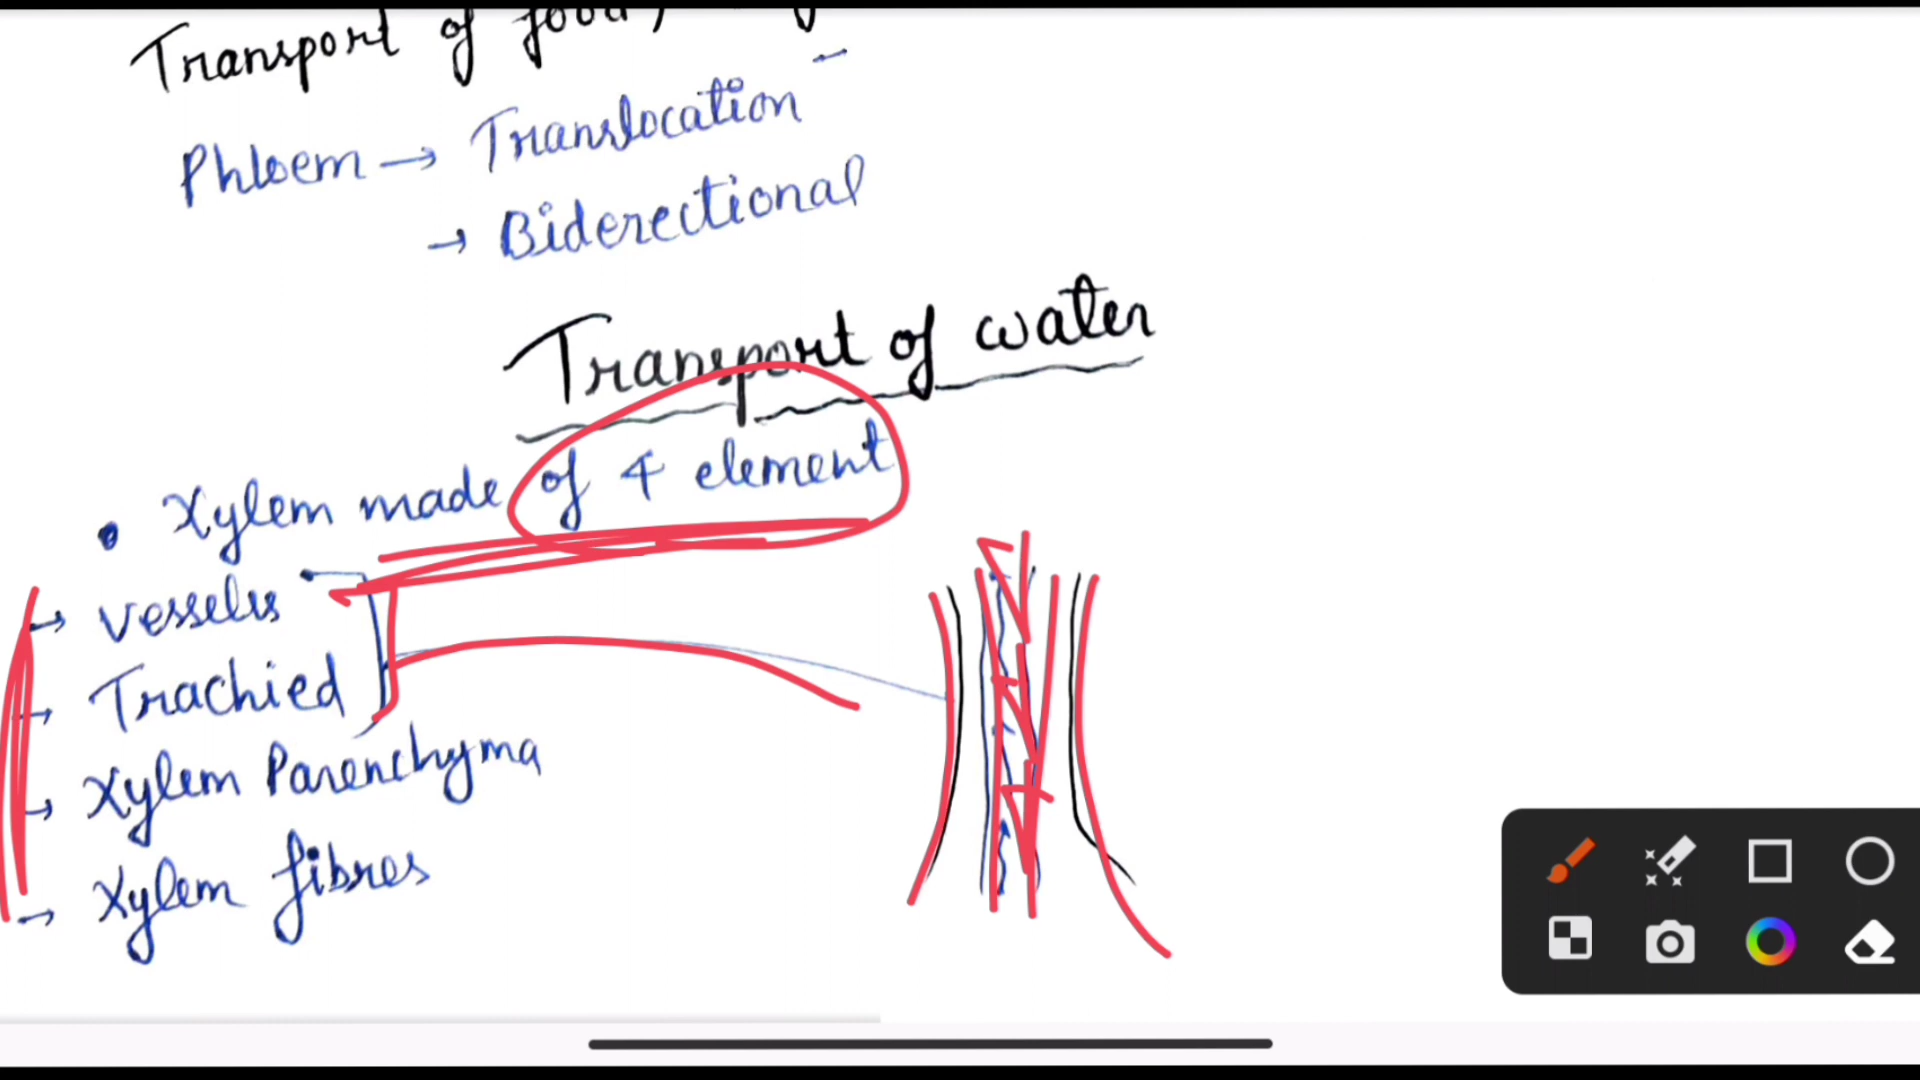 Transport of food,
Phloem → Translocation
→ Biderectional
Transport of water
• Xylem made of 4 element
→ Vessels
→ Trachied
→ Xylem Parenchyma
→ Xylem fibres